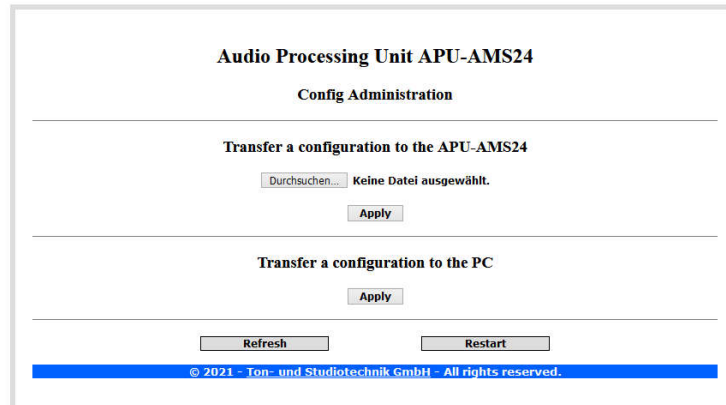 Audio Processing Unit APU-AMS24
Config Administration
Transfer a configuration to the APU-AMS24
Durchsuchen... Keine Datei ausgewählt.
Apply
Transfer a configuration to the PC
Apply
Refresh Restart
© 2021 - Ton- und Studiotechnik GmbH - All rights reserved.